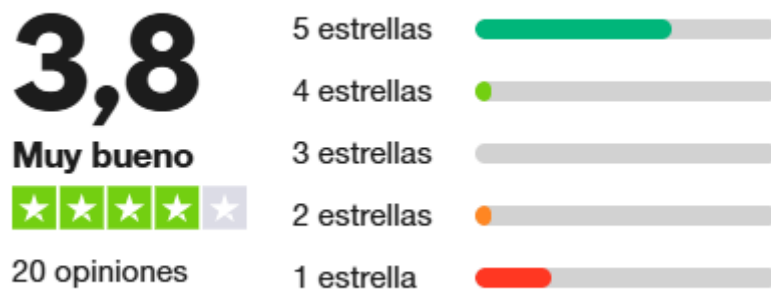 3,8
Muy bueno
20 opiniones
5 estrellas
4 estrellas
3 estrellas
2 estrellas
1 estrella